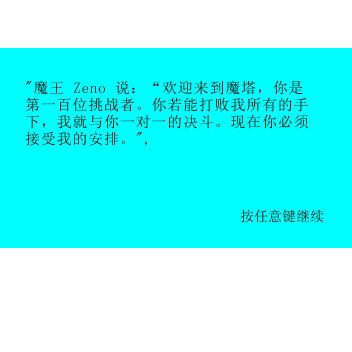 "魔王 Zeno 说：“欢迎来到魔塔，你是
第一百位挑战者。你若能打败我所有的手
下，我就与你一对一的决斗。现在你必须
接受我的安排。",
按任意键继续